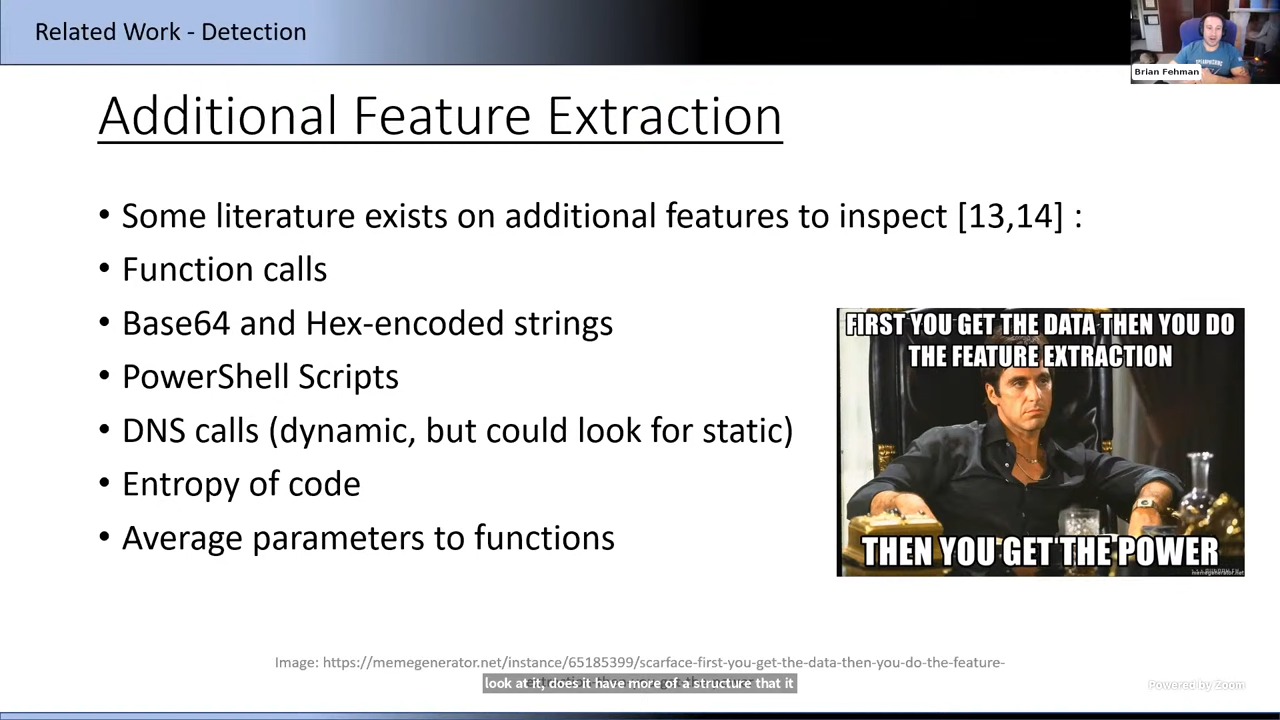 Related Work - Detection
Brian Fehman
Additional Feature Extraction
• Some literature exists on additional features to inspect [13,14] :
• Function calls
• Base64 and Hex-encoded strings
• PowerShell Scripts
• DNS calls (dynamic, but could look for static)
• Entropy of code
• Average parameters to functions
FIRST YOU GET THE DATA THEN YOU DO
THE FEATURE EXTRACTION
THEN YOU GET THE POWER
memegenerator.net
Image: https://memegenerator.net/instance/65185399/scarface-first-you-get-the-data-then-you-do-the-feature-
look at it, does it have more of a structure that it
Powered by Zoom